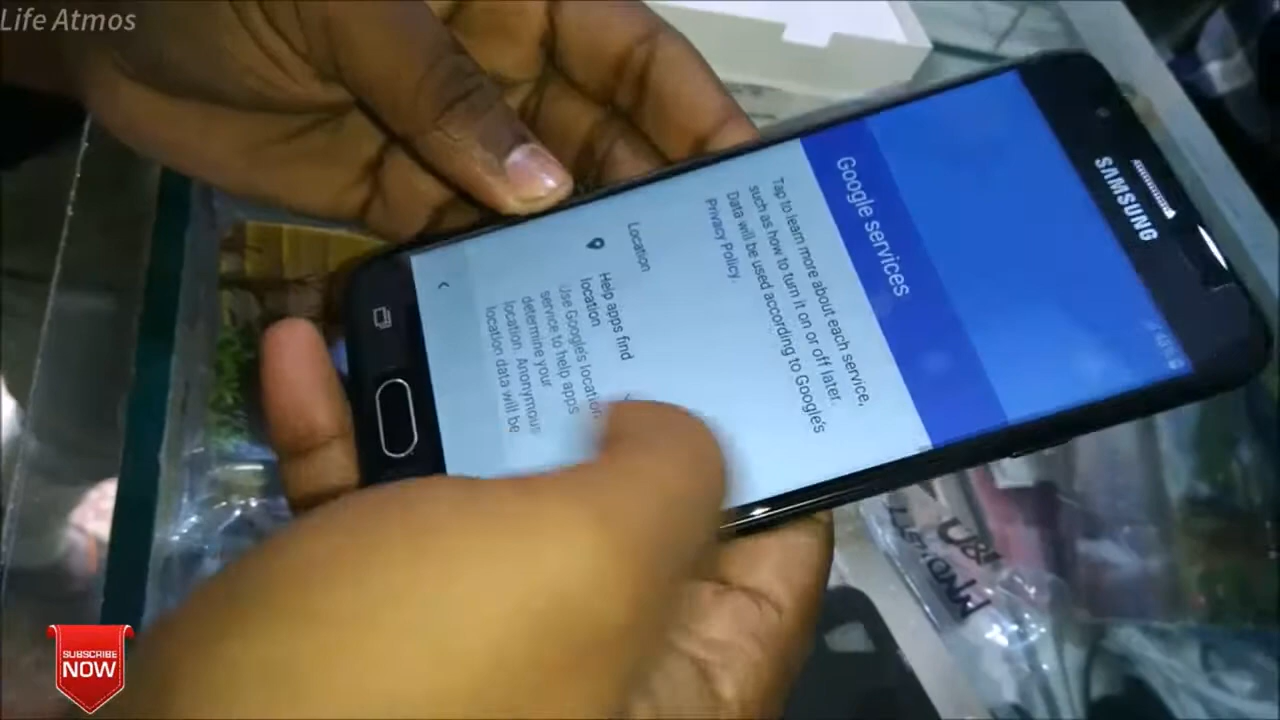 Life Atmos
SAMSUNG
Google services
Tap to learn more about each service,
such as how to turn it on or off later.
Data will be used according to Google's
Privacy Policy.
Location
Help apps find
location
Use Google's location
service to help apps
determine your
location. Anonymous
location data will be
U&I
SUBSCRIBE
NOW